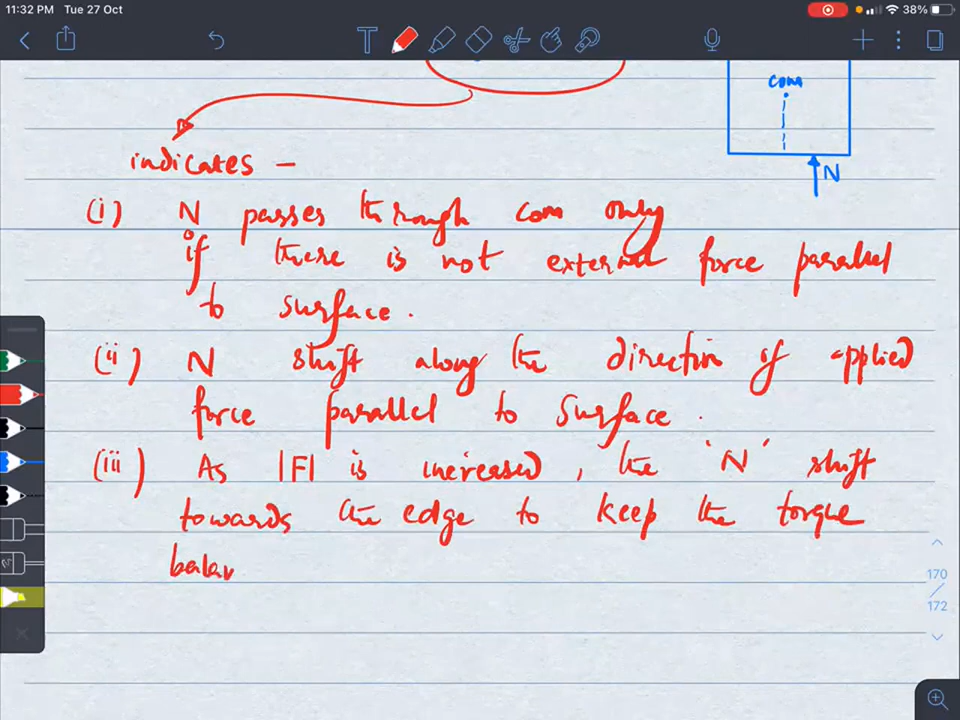 11:32 PM Tue 27 Oct
38%
com
N
indicates –
(i) N passes through com only
if there is not external force parallel
to surface.
(ii) N shift along the direction of applied
force parallel to surface.
(iii) As |F| is increased, the 'N' shift
towards the edge to keep the torque
balan
170
/
172